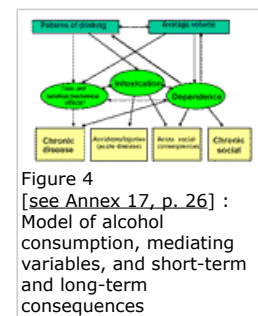 Patterns of drinking
Average volume
Intoxication
Toxic and
Dependence
Chronic
disease
Accidents/injuries
(acute disease)
Acute social
consequences
Chronic
social
Figure 4
[see Annex 17, p. 26] :
Model of alcohol
consumption, mediating
variables, and short-term
and long-term
consequences